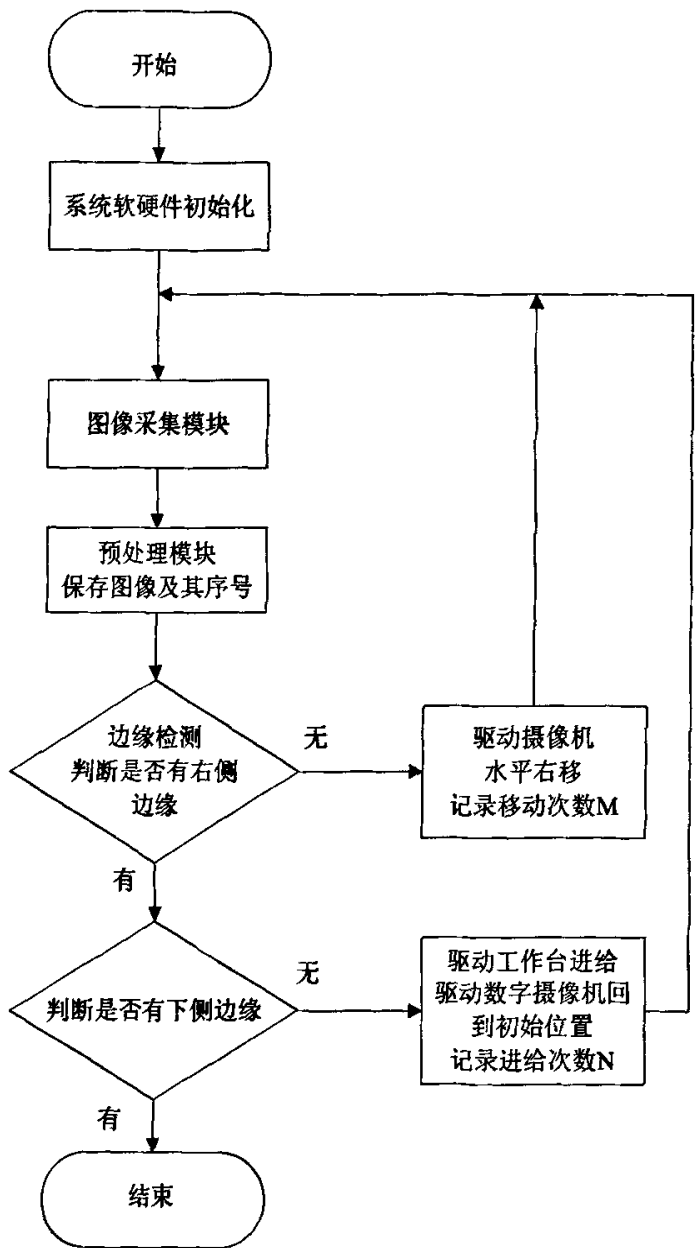 开始
系统软硬件初始化
图像采集模块
预处理模块
保存图像及其序号
边缘检测
判断是否有右侧
边缘
无
驱动摄像机
水平右移
记录移动次数M
有
判断是否有下侧边缘
无
驱动工作台进给
驱动数字摄像机回
到初始位置
记录进给次数N
有
结束